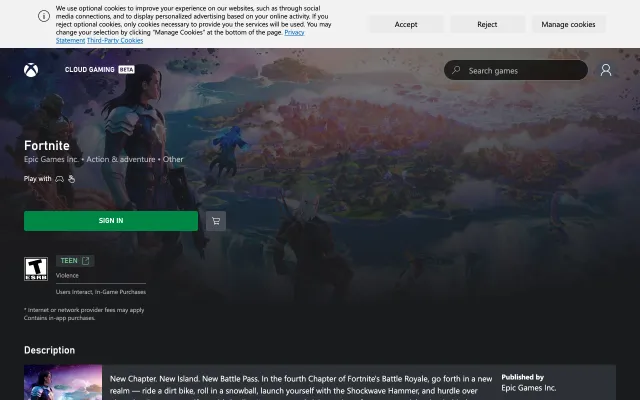 We use optional cookies to improve your experience on our websites, such as through social
media connections, and to display personalized advertising based on your online activity. If you
reject optional cookies, only cookies necessary to provide you the services will be used. You may
change your selection by clicking "Manage Cookies" at the bottom of the page. Privacy
Statement Third-Party Cookies
Accept
Reject
Manage cookies
CLOUD GAMING BETA
Search games
Fortnite
Epic Games Inc. • Action & adventure • Other
Play with
SIGN IN
T
ESRB
TEEN
Violence
Users Interact, In-Game Purchases
* Internet or network provider fees may apply
Contains in-app purchases.
Description
New Chapter. New Island. New Battle Pass. In the fourth Chapter of Fortnite's Battle Royale, go forth in a new
realm — ride a dirt bike, roll in a snowball, launch yourself with the Shockwave Hammer, and hurdle over
Published by
Epic Games Inc.